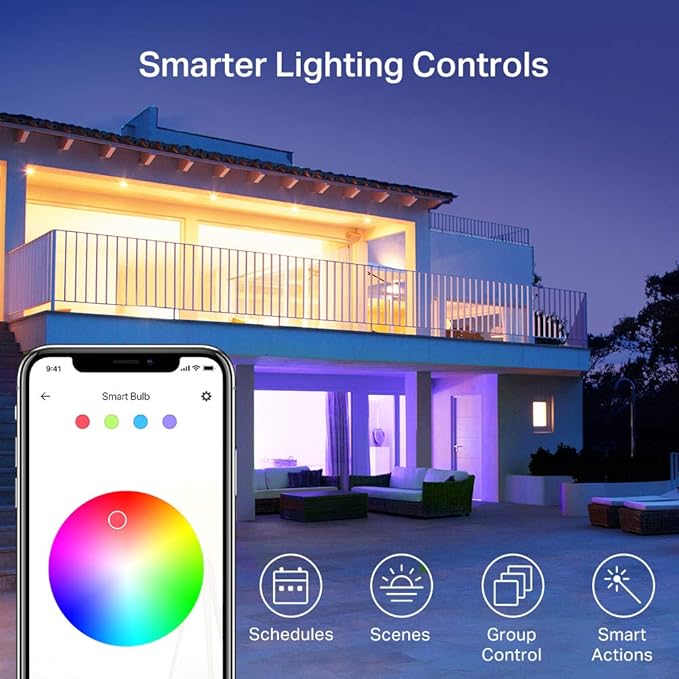 Smarter Lighting Controls
9:41
Smart Bulb
Schedules
Scenes
Group
Control
Smart
Actions